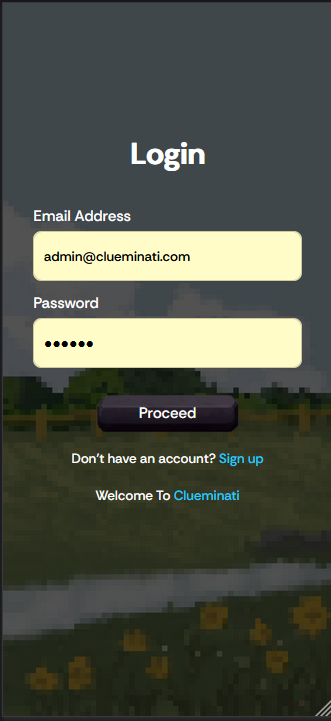 Login
Email Address
admin@clueminati.com
Password
••••••
Proceed
Don't have an account? Sign up
Welcome To Clueminati